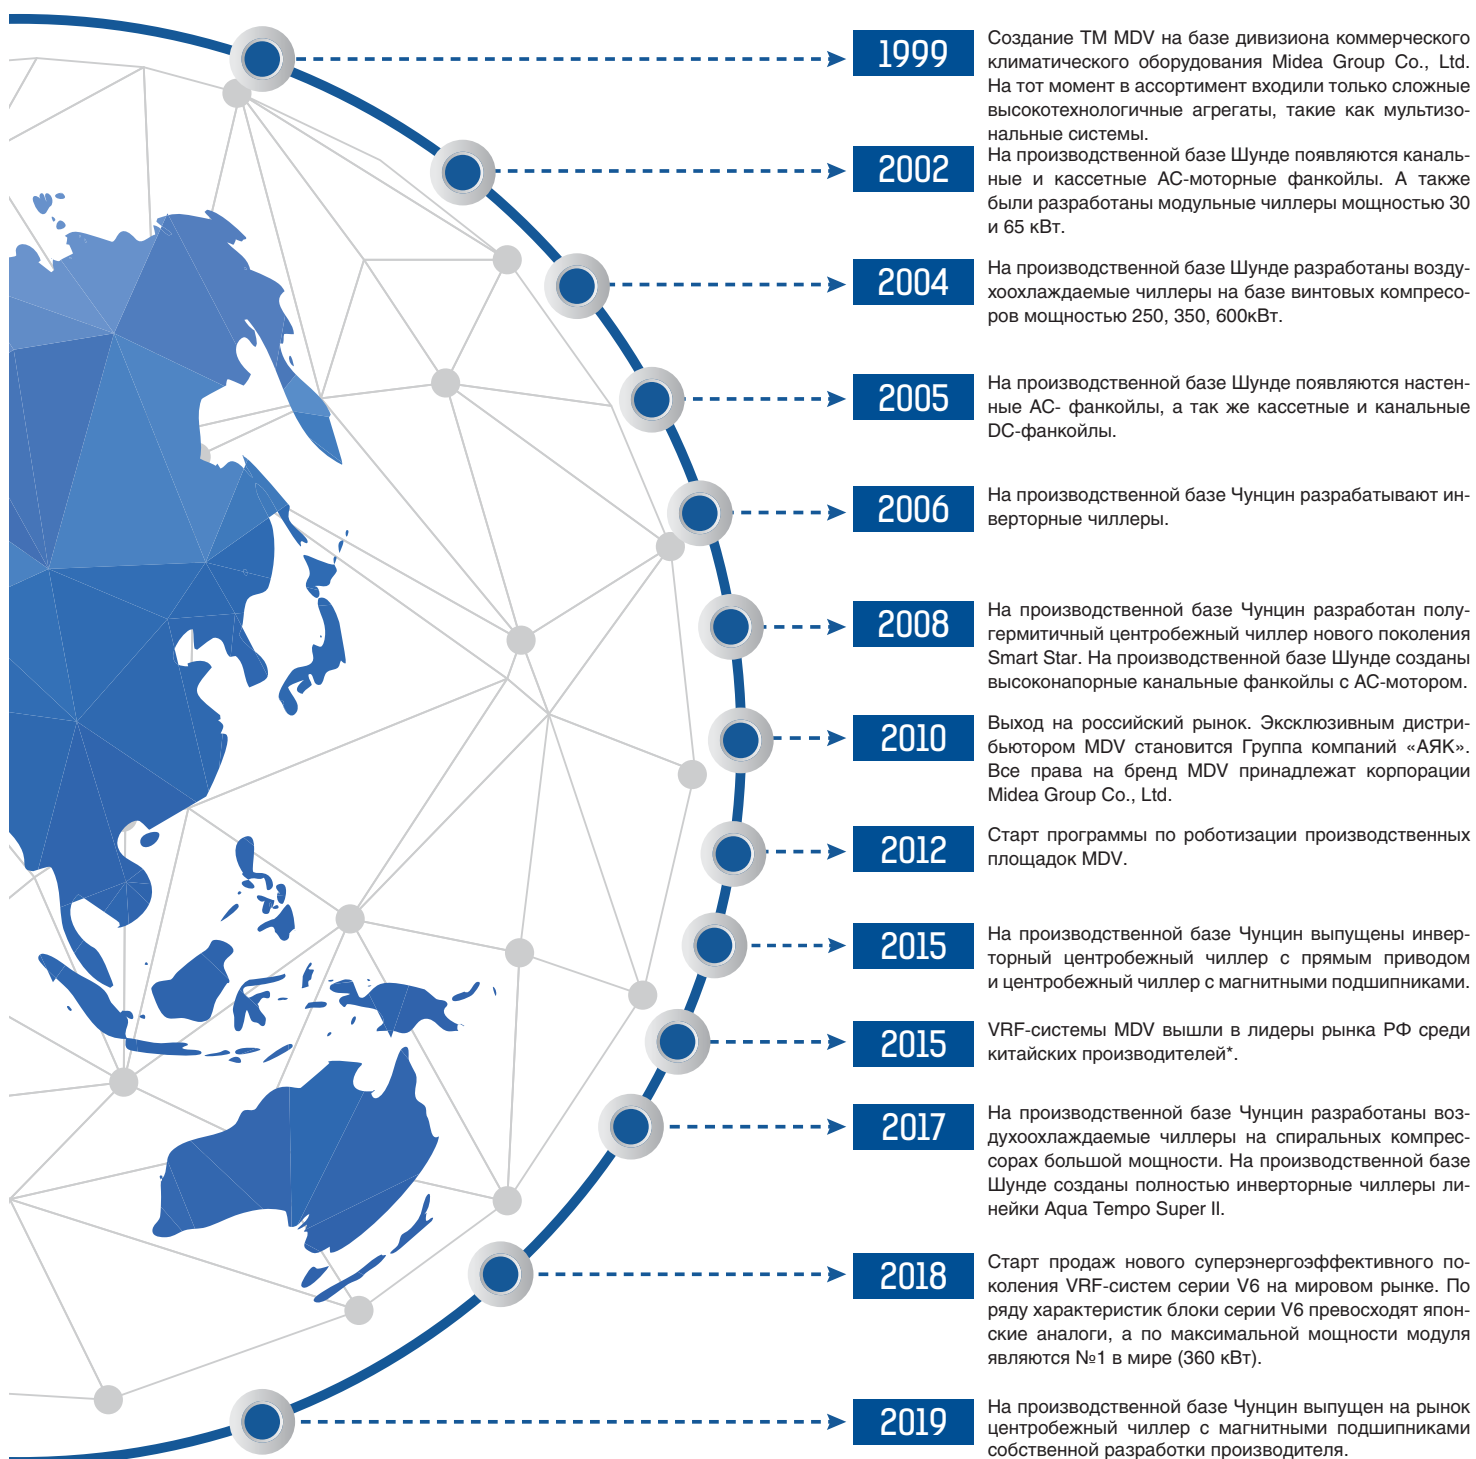 1999
Создание ТМ MDV на базе дивизиона коммерческого
климатического оборудования Midea Group Co., Ltd.
На тот момент в ассортимент входили только сложные
высокотехнологичные агрегаты, такие как мультизо-
нальные системы.
2002
На производственной базе Шунде появляются каналь-
ные и кассетные АС-моторные фанкойлы. А также
были разработаны модульные чиллеры мощностью 30
и 65 кВт.
2004
На производственной базе Шунде разработаны возду-
хоохлаждаемые чиллеры на базе винтовых компресо-
ров мощностью 250, 350, 600кВт.
2005
На производственной базе Шунде появляются настен-
ные АС- фанкойлы, а так же кассетные и канальные
DC-фанкойлы.
2006
На производственной базе Чунцин разрабатывают ин-
верторные чиллеры.
2008
На производственной базе Чунцин разработан полу-
гермитичный центробежный чиллер нового поколения
Smart Star. На производственной базе Шунде созданы
высоконапорные канальные фанкойлы с АС-мотором.
2010
Выход на российский рынок. Эксклюзивным дистри-
бьютором MDV становится Группа компаний «АЯК».
Все права на бренд MDV принадлежат корпорации
Midea Group Co., Ltd.
2012
Старт программы по роботизации производственных
площадок MDV.
2015
На производственной базе Чунцин выпущены инвер-
торный центробежный чиллер с прямым приводом
и центробежный чиллер с магнитными подшипниками.
2015
VRF-системы MDV вышли в лидеры рынка РФ среди
китайских производителей*.
2017
На производственной базе Чунцин разработаны воз-
духоохлаждаемые чиллеры на спиральных компрес-
сорах большой мощности. На производственной базе
Шунде созданы полностью инверторные чиллеры ли-
нейки Aqua Tempo Super II.
2018
Старт продаж нового суперэнергоэффективного по-
коления VRF-систем серии V6 на мировом рынке. По
ряду характеристик блоки серии V6 превосходят япон-
ские аналоги, а по максимальной мощности модуля
являются №1 в мире (360 кВт).
2019
На производственной базе Чунцин выпущен на рынок
центробежный чиллер с магнитными подшипниками
собственной разработки производителя.